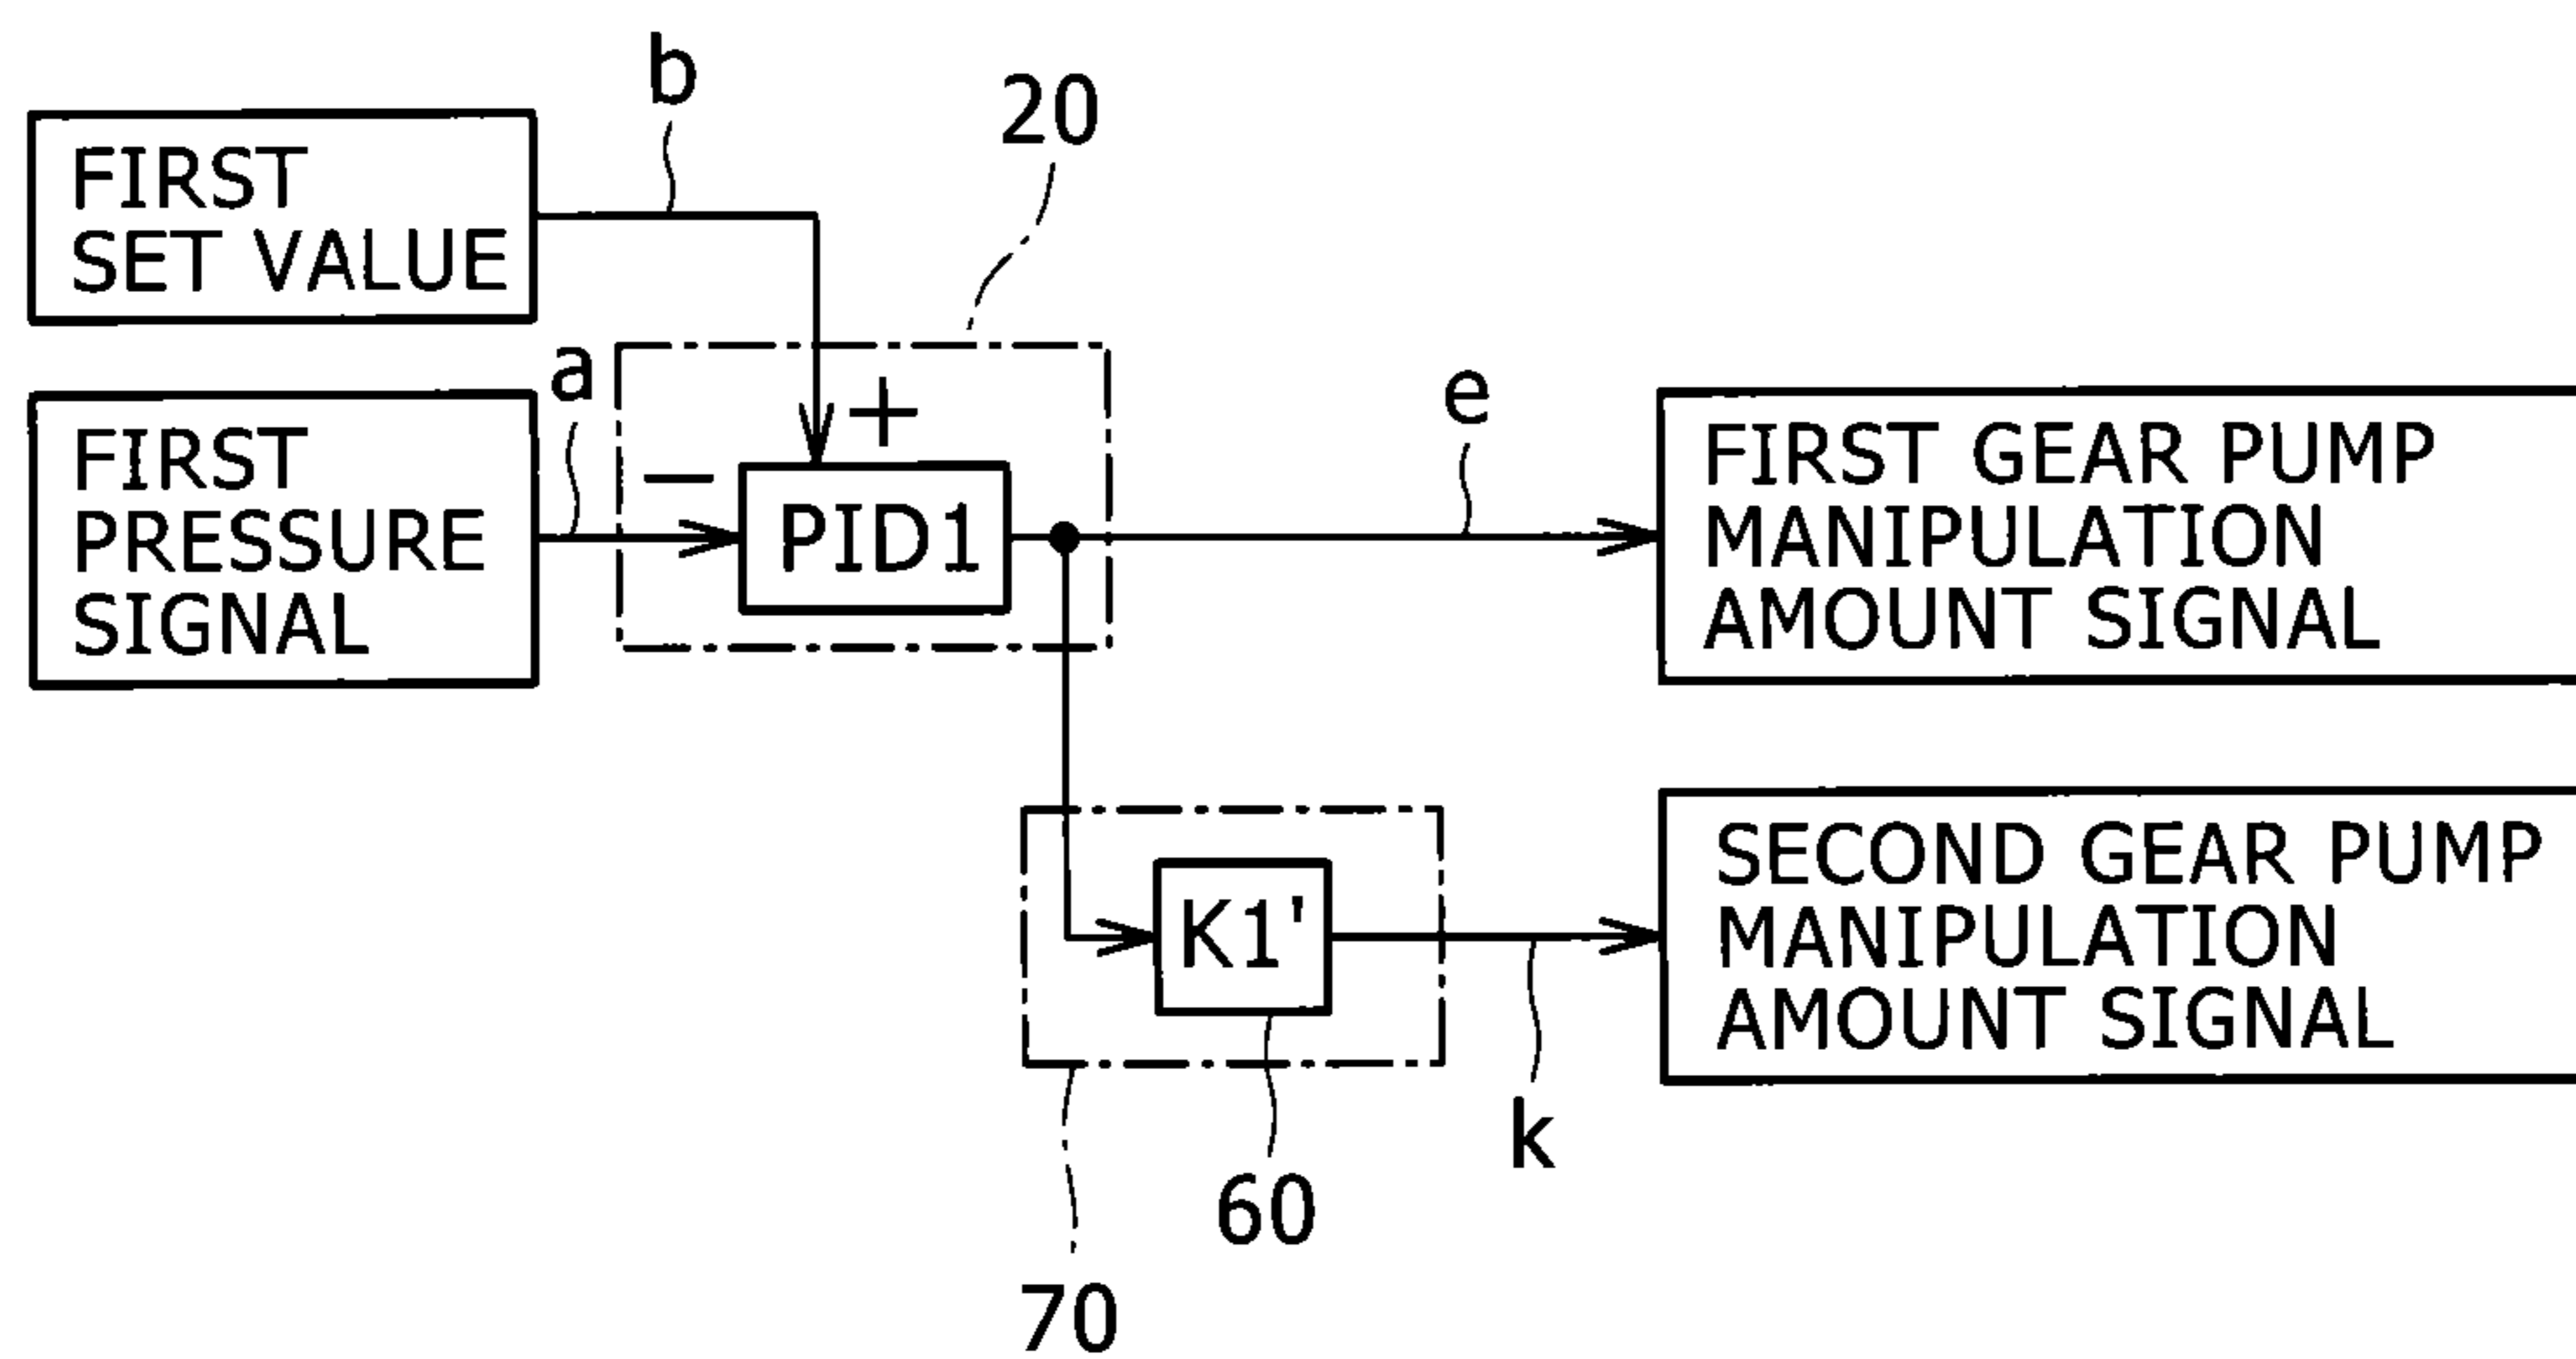 b
20
FIRST
SET VALUE
a
+
−
e
FIRST
PRESSURE
SIGNAL
PID1
FIRST GEAR PUMP
MANIPULATION
AMOUNT SIGNAL
K1'
SECOND GEAR PUMP
MANIPULATION
AMOUNT SIGNAL
k
60
70